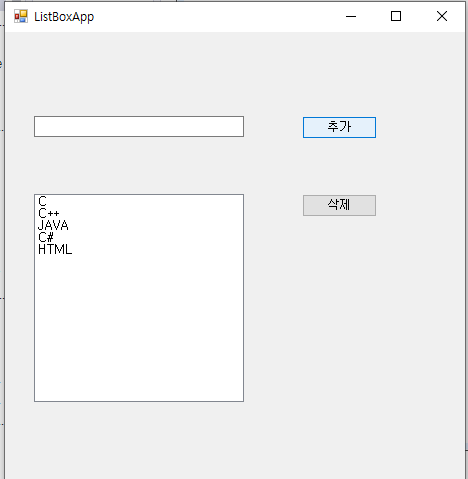 ListBoxApp
추가
삭제
C
C++
JAVA
C#
HTML